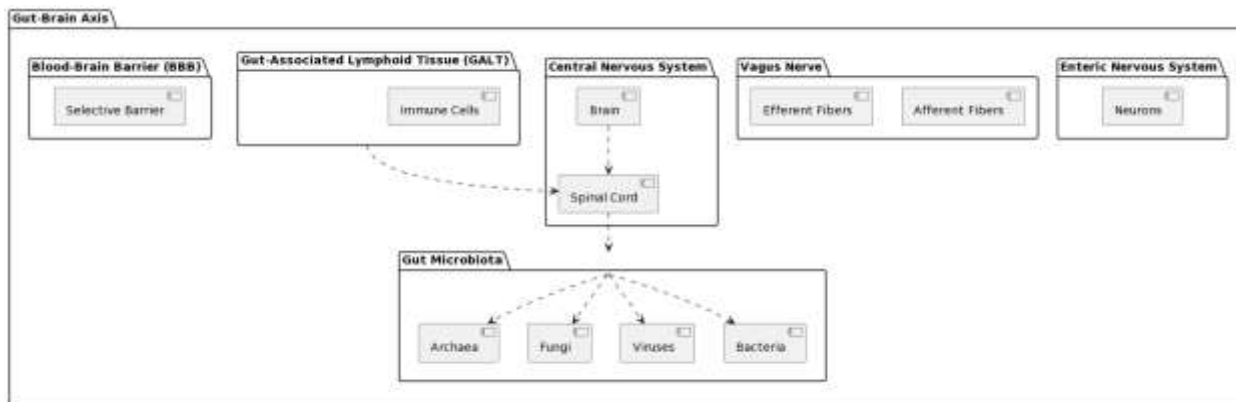 Gut-Brain Axis
Blood-Brain Barrier (BBB)
Selective Barrier
Gut-Associated Lymphoid Tissue (GALT)
Immune Cells
Central Nervous System
Brain
Spinal Cord
Vagus Nerve
Efferent Fibers
Afferent Fibers
Enteric Nervous System
Neurons
Gut Microbiota
Archaea
Fungi
Viruses
Bacteria